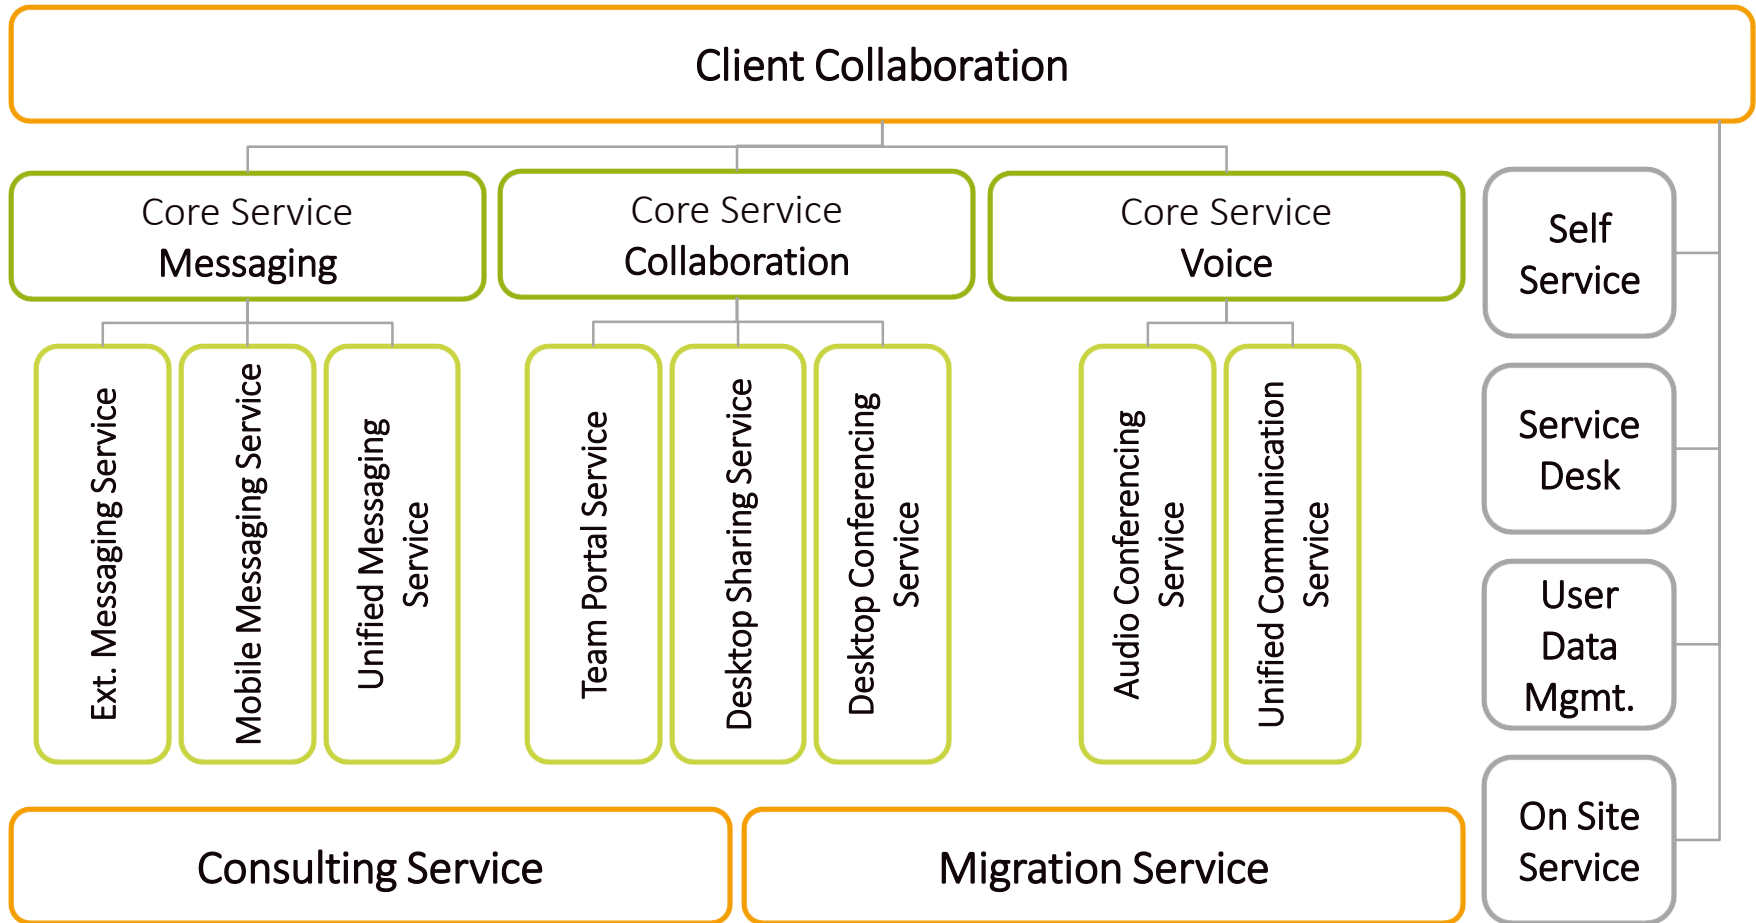 Client Collaboration
Core Service
Messaging
Core Service
Collaboration
Core Service
Voice
Self
Service
Ext. Messaging Service
Mobile Messaging Service
Unified Messaging
Service
Team Portal Service
Desktop Sharing Service
Desktop Conferencing
Service
Audio Conferencing
Service
Unified Communication
Service
Service
Desk
User
Data
Mgmt.
On Site
Service
Consulting Service
Migration Service